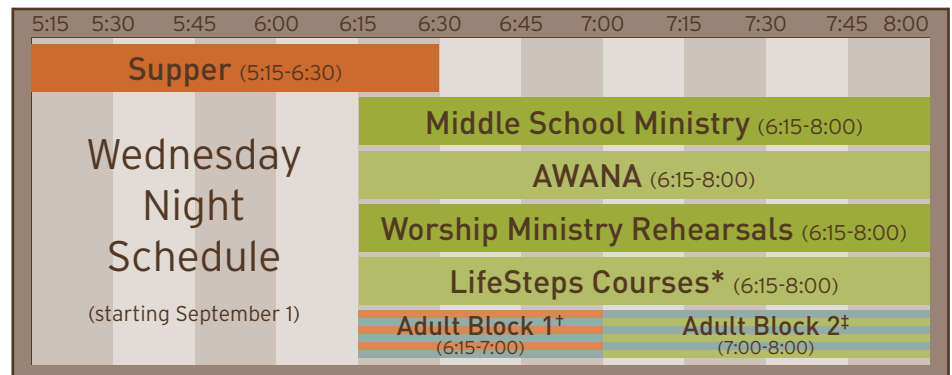 5:15 5:30 5:45 6:00 6:15 6:30 6:45 7:00 7:15 7:30 7:45 8:00
Supper (5:15-6:30)
Wednesday
Night
Schedule
(starting September 1)
Middle School Ministry (6:15-8:00)
AWANA (6:15-8:00)
Worship Ministry Rehearsals (6:15-8:00)
LifeSteps Courses* (6:15-8:00)
Adult Block 1† Adult Block 2‡
(6:15-7:00) (7:00-8:00)